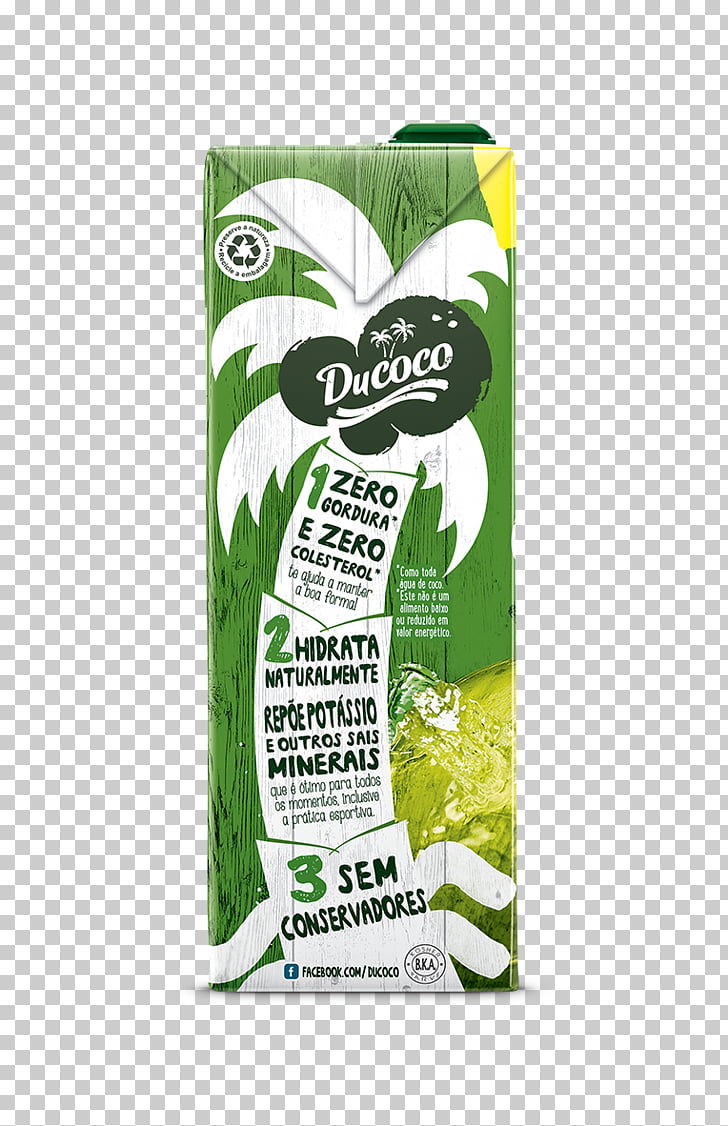 Preserve a natureza
Recicle a embalagem
Ducoco
1 ZERO
GORDURA*
E ZERO
COLESTEROL*
te ajuda a manter
a boa forma!
*Como toda
água de coco.
*Este não é um
alimento baixo
ou reduzido em
valor energético.
2 HIDRATA
NATURALMENTE
REPÕE POTÁSSIO
E OUTROS SAIS
MINERAIS
que é ótimo para todos
os momentos, inclusive
a prática esportiva.
3 SEM
CONSERVADORES
f FACEBOOK.COM/DUCOCO
KOSHER
B.K.A.
PARVE